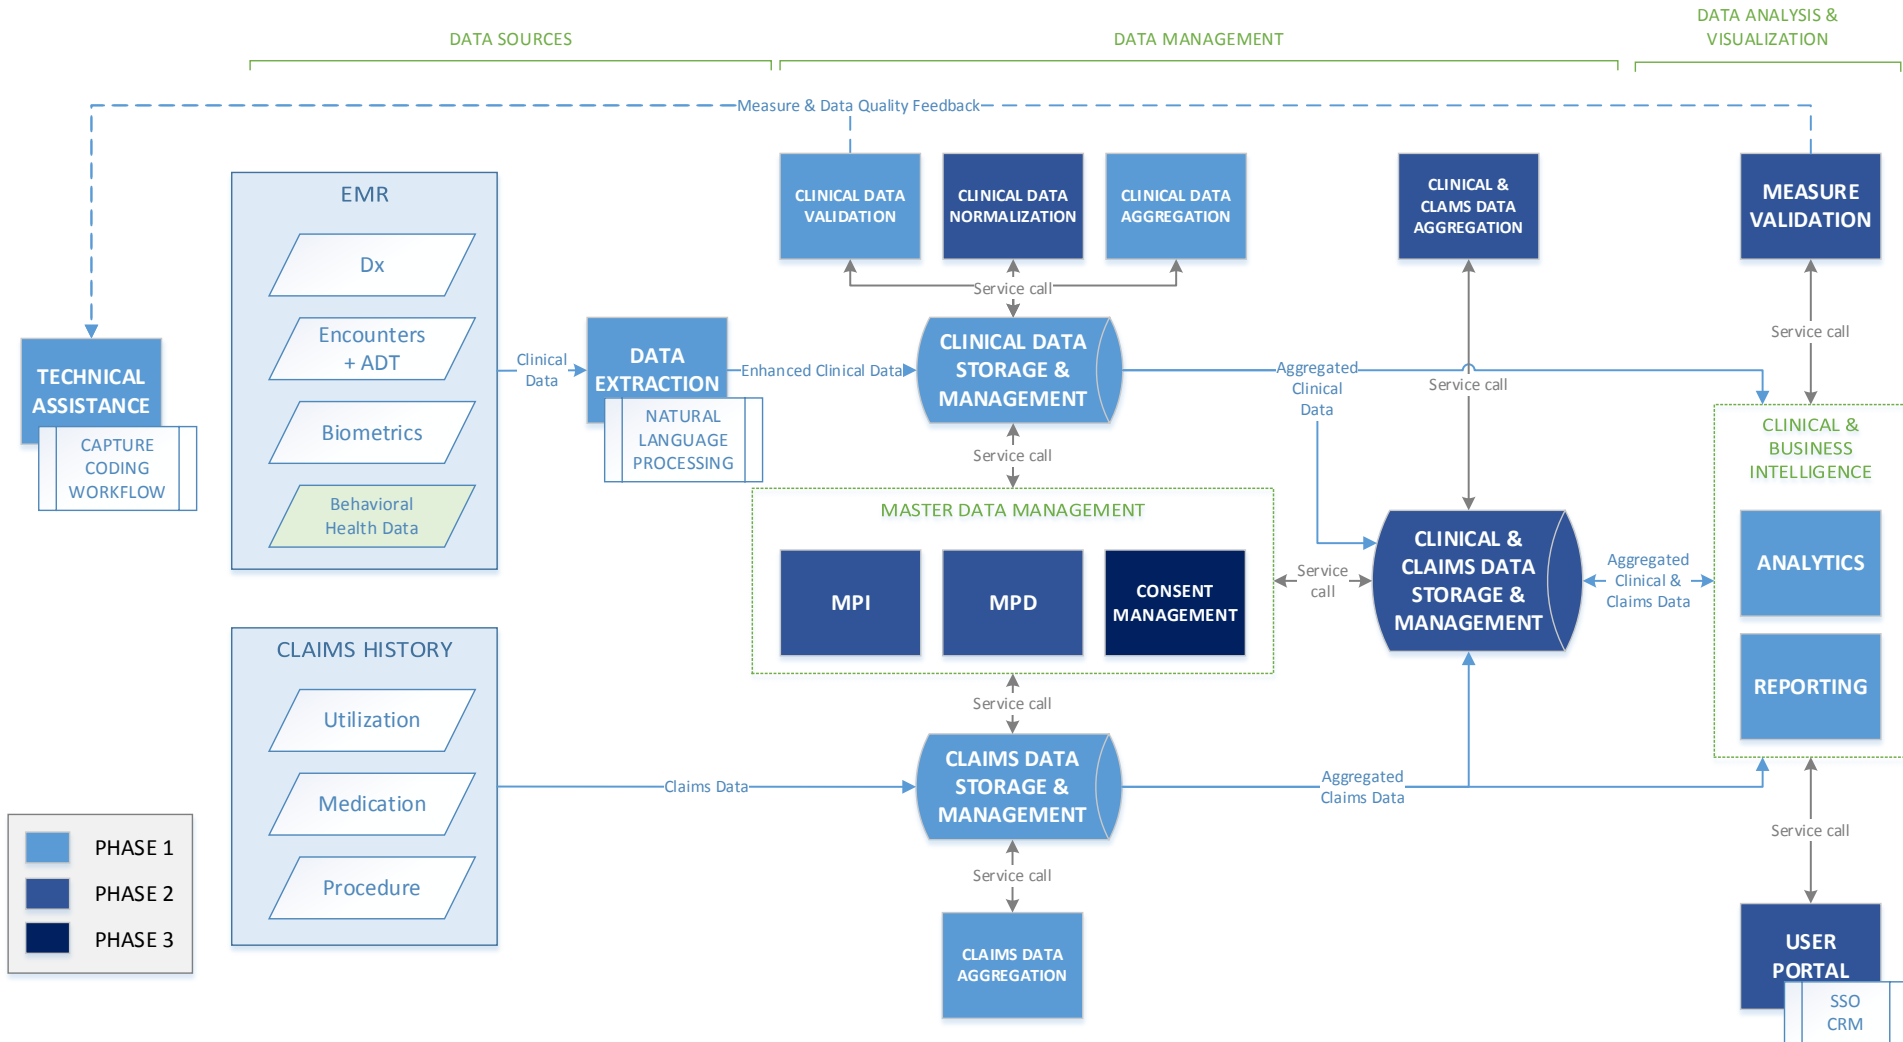 DATA SOURCES
DATA MANAGEMENT
DATA ANALYSIS &
VISUALIZATION
Measure & Data Quality Feedback
TECHNICAL
ASSISTANCE
CAPTURE
CODING
WORKFLOW
EMR
Dx
Encounters
+ ADT
Biometrics
Behavioral
Health Data
Clinical
Data
DATA
EXTRACTION
NATURAL
LANGUAGE
PROCESSING
Enhanced Clinical Data
CLINICAL DATA
VALIDATION
CLINICAL DATA
NORMALIZATION
CLINICAL DATA
AGGREGATION
Service call
CLINICAL DATA
STORAGE &
MANAGEMENT
Service call
MASTER DATA MANAGEMENT
MPI
MPD
CONSENT
MANAGEMENT
Service call
CLAIMS HISTORY
Utilization
Medication
Procedure
Claims Data
CLAIMS DATA
STORAGE &
MANAGEMENT
Service call
CLAIMS DATA
AGGREGATION
Aggregated
Clinical
Data
CLINICAL &
CLAMS DATA
AGGREGATION
Service call
Service
call
CLINICAL &
CLAIMS DATA
STORAGE &
MANAGEMENT
Aggregated
Claims Data
Aggregated
Clinical &
Claims Data
MEASURE
VALIDATION
Service call
CLINICAL &
BUSINESS
INTELLIGENCE
ANALYTICS
REPORTING
Service call
USER
PORTAL
SSO
CRM
PHASE 1
PHASE 2
PHASE 3